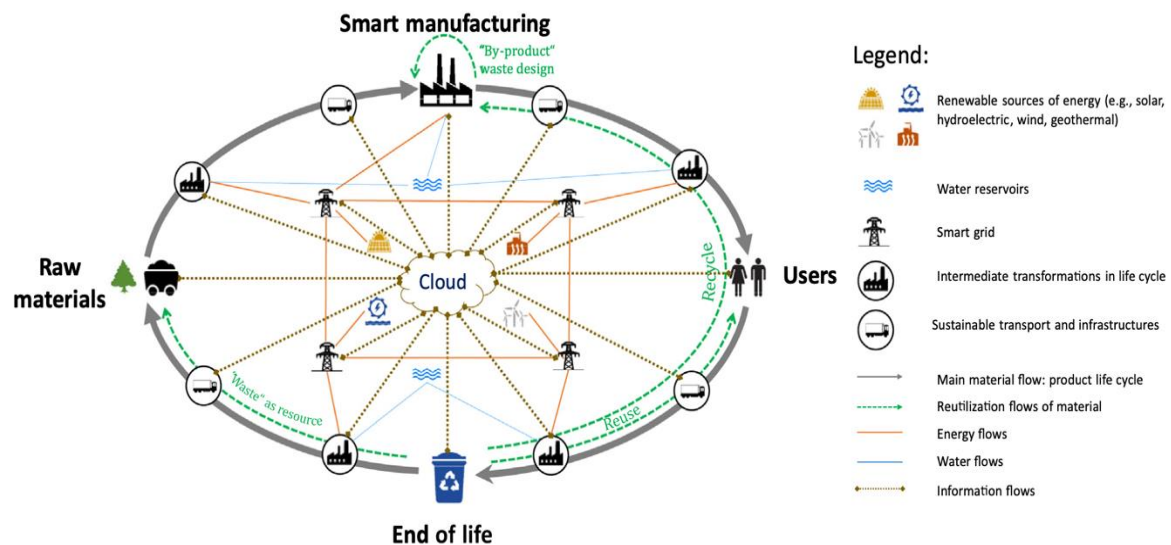 Smart manufacturing
"By-product"
waste design
Raw
materials
Cloud
Recycle
Users
"Waste" as resource
Reuse
End of life
Legend:
Renewable sources of energy (e.g., solar,
hydroelectric, wind, geothermal)
Water reservoirs
Smart grid
Intermediate transformations in life cycle
Sustainable transport and infrastructures
Main material flow: product life cycle
Reutilization flows of material
Energy flows
Water flows
Information flows